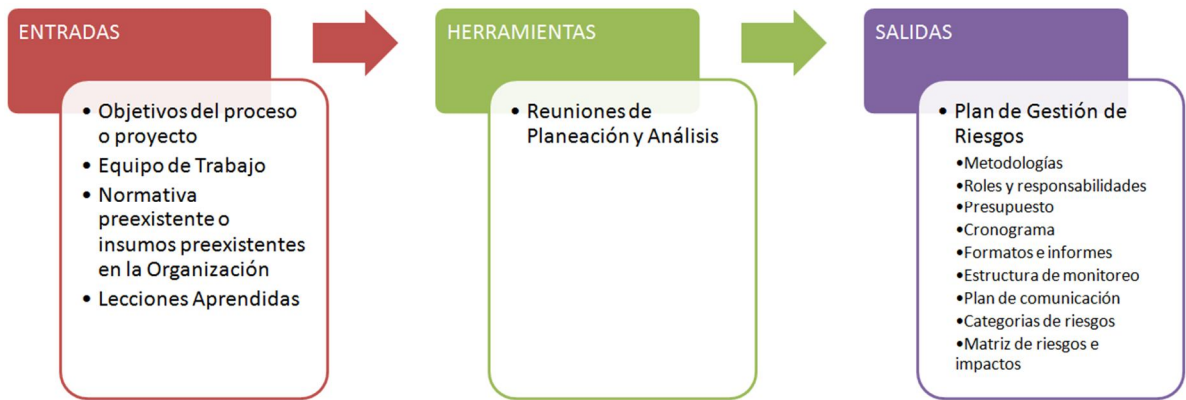 ENTRADAS
• Objetivos del proceso
o proyecto
• Equipo de Trabajo
• Normativa
preexistente o
insumos preexistentes
en la Organización
• Lecciones Aprendidas
HERRAMIENTAS
• Reuniones de
Planeación y Análisis
SALIDAS
• Plan de Gestión de
Riesgos
•Metodologías
•Roles y responsabilidades
•Presupuesto
•Cronograma
•Formatos e informes
•Estructura de monitoreo
•Plan de comunicación
•Categorias de riesgos
•Matriz de riesgos e
impactos